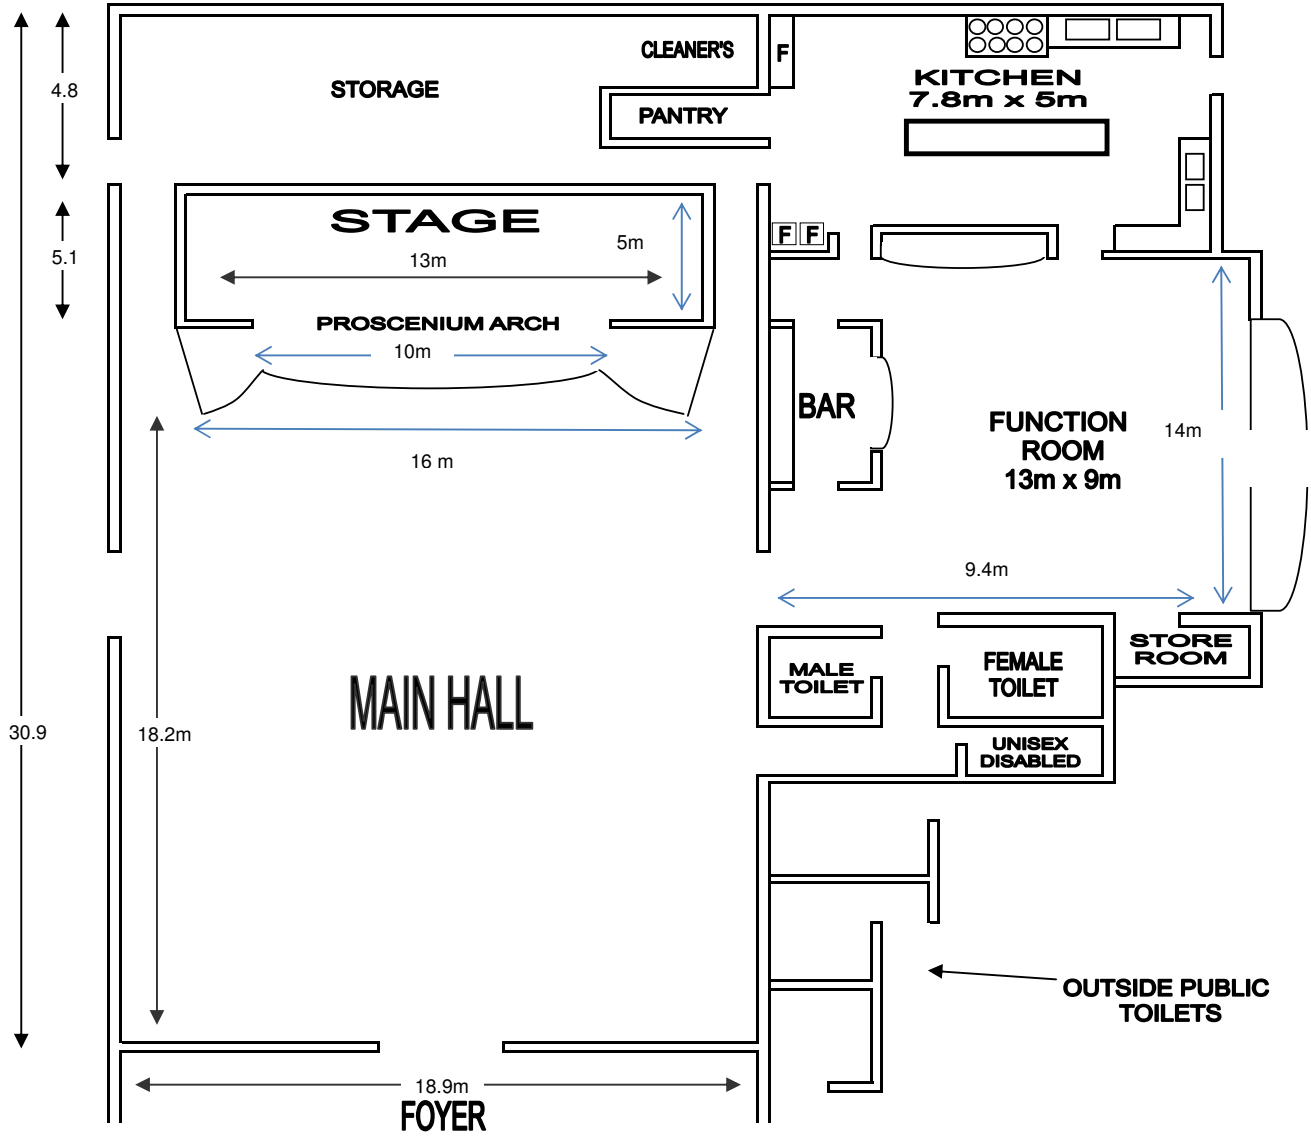 CLEANER'S
F
KITCHEN
7.8m x 5m
4.8
STORAGE
PANTRY
STAGE
5m
F F
5.1
13m
PROSCENIUM ARCH
10m
BAR
FUNCTION
ROOM
13m x 9m
14m
16 m
9.4m
MALE
TOILET
FEMALE
TOILET
STORE
ROOM
MAIN HALL
30.9
18.2m
UNISEX
DISABLED
OUTSIDE PUBLIC
TOILETS
18.9m
FOYER